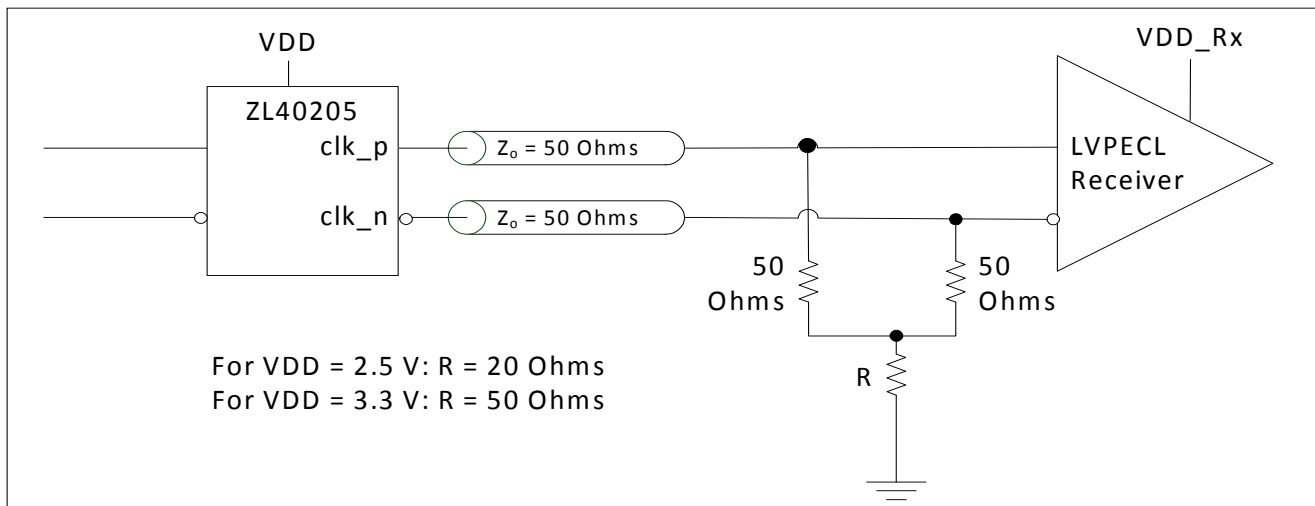 VDD
VDD_Rx
ZL40205
clk_p
Zₒ = 50 Ohms
LVPECL
Receiver
clk_n
Zₒ = 50 Ohms
50
Ohms
50
Ohms
R
For VDD = 2.5 V: R = 20 Ohms
For VDD = 3.3 V: R = 50 Ohms